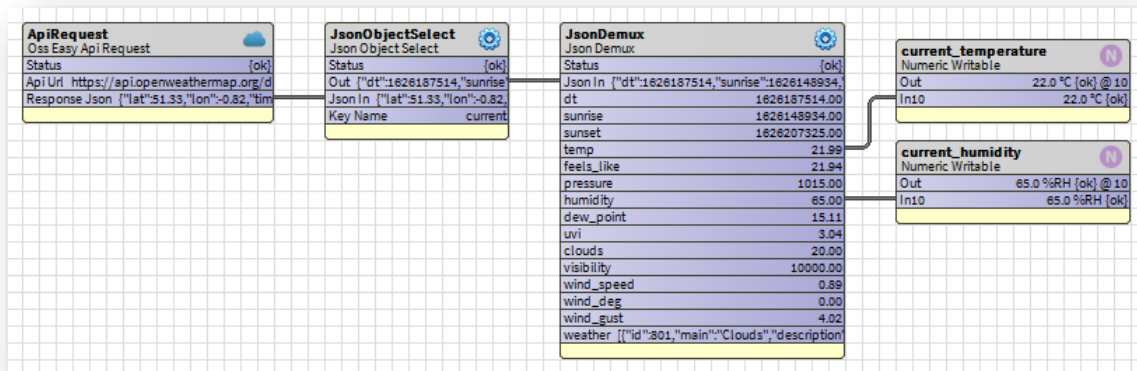 ApiRequest
Oss Easy Api Request
Status {ok}
Api Url https://api.openweathermap.org/d
Response Json {"lat":51.33,"lon":-0.82,"tim
JsonObjectSelect
Json Object Select
Status {ok}
Out {"dt":1626187514,"sunrise"
Json In {"lat":51.33,"lon":-0.82,
Key Name current
JsonDemux
Json Demux
Status {ok}
Json In {"dt":1626187514,"sunrise":1626148934,"
dt 1626187514.00
sunrise 1626148934.00
sunset 1626207325.00
temp 21.99
feels_like 21.94
pressure 1015.00
humidity 65.00
dew_point 15.11
uvi 3.04
clouds 20.00
visibility 10000.00
wind_speed 0.89
wind_deg 0.00
wind_gust 4.02
weather [{"id":801,"main":"Clouds","description"
current_temperature
N
Numeric Writable
Out 22.0 °C {ok} @ 10
In10 22.0 °C {ok}
current_humidity
N
Numeric Writable
Out 65.0 %RH {ok} @ 10
In10 65.0 %RH {ok}